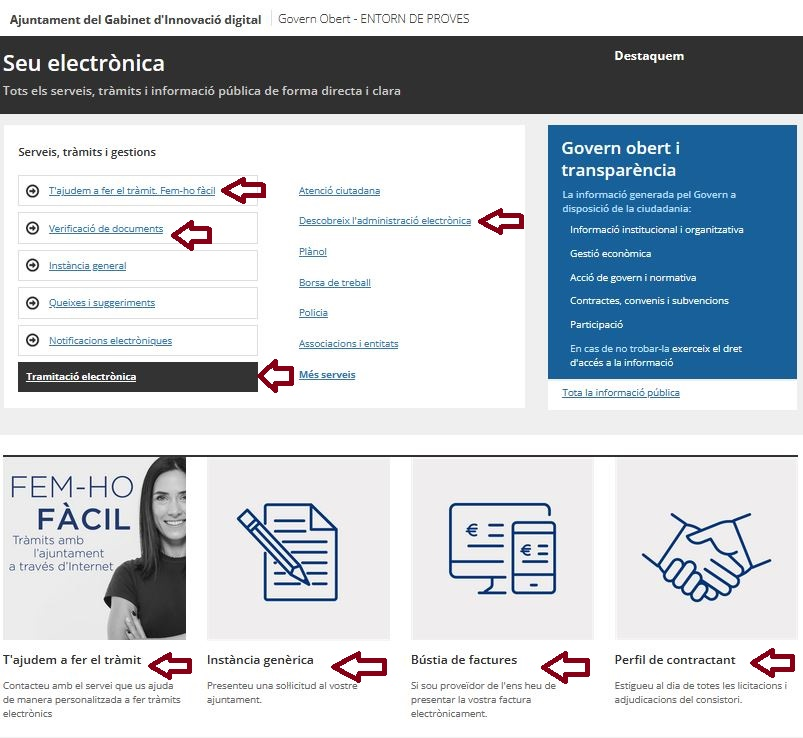 Ajuntament del Gabinet d'Innovació digital Govern Obert - ENTORN DE PROVES
Seu electrònica
Tots els serveis, tràmits i informació pública de forma directa i clara
Destaquem
Serveis, tràmits i gestions
T'ajudem a fer el tràmit. Fem-ho fàcil
Verificació de documents
Instància general
Queixes i suggeriments
Notificacions electròniques
Tramitació electrònica
Atenció ciutadana
Descobreix l'administració electrònica
Plànol
Borsa de treball
Policia
Associacions i entitats
Més serveis
Govern obert i
transparència
La informació generada pel Govern a
disposició de la ciudadania:
Informació institucional i organitzativa
Gestió econòmica
Acció de govern i normativa
Contractes, convenis i subvencions
Participació
En cas de no trobar-la exerceix el dret
d'accés a la informació
Tota la informació pública
FEM-HO
FÀCIL
Tràmits amb
l'ajuntament
a través d'Internet
€
€
T'ajudem a fer el tràmit
Contacteu amb el servei que us ajuda
de manera personalitzada a fer tràmits
electrònics
Instància genèrica
Presenteu una sol·licitud al vostre
ajuntament.
Bústia de factures
Si sou proveïdor de l'ens heu de
presentar la vostra factura
electrònicament.
Perfil de contractant
Estigueu al dia de totes les licitacions i
adjudicacions del consistori.